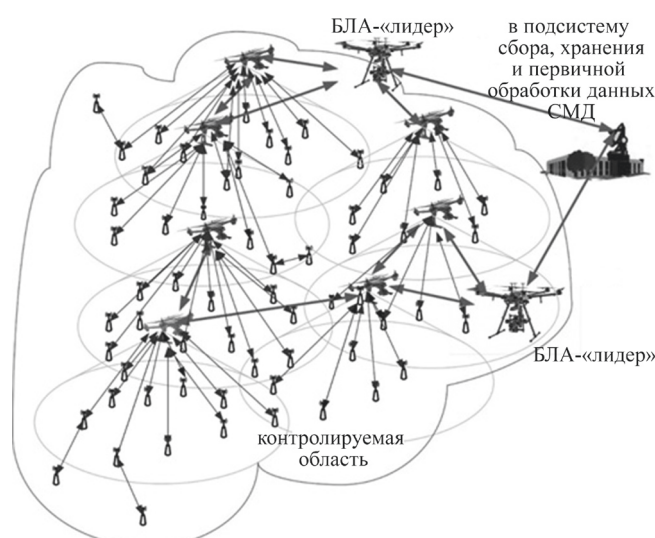 БЛА-«лидер»
в подсистему
сбора, хранения
и первичной
обработки данных
СМД
БЛА-«лидер»
контролируемая
область